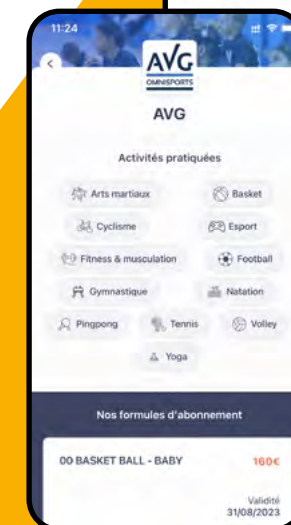 11:24
AVG
OMNISPORTS
AVG
Activités pratiquées
Arts martiaux Basket
Cyclisme Esport
Fitness & musculation Football
Gymnastique Natation
Pingpong Tennis Volley
Yoga
Nos formules d'abonnement
00 BASKET BALL - BABY 160€
Validité
31/08/2023